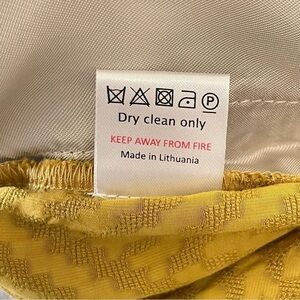 P
Dry clean only
KEEP AWAY FROM FIRE
Made in Lithuania